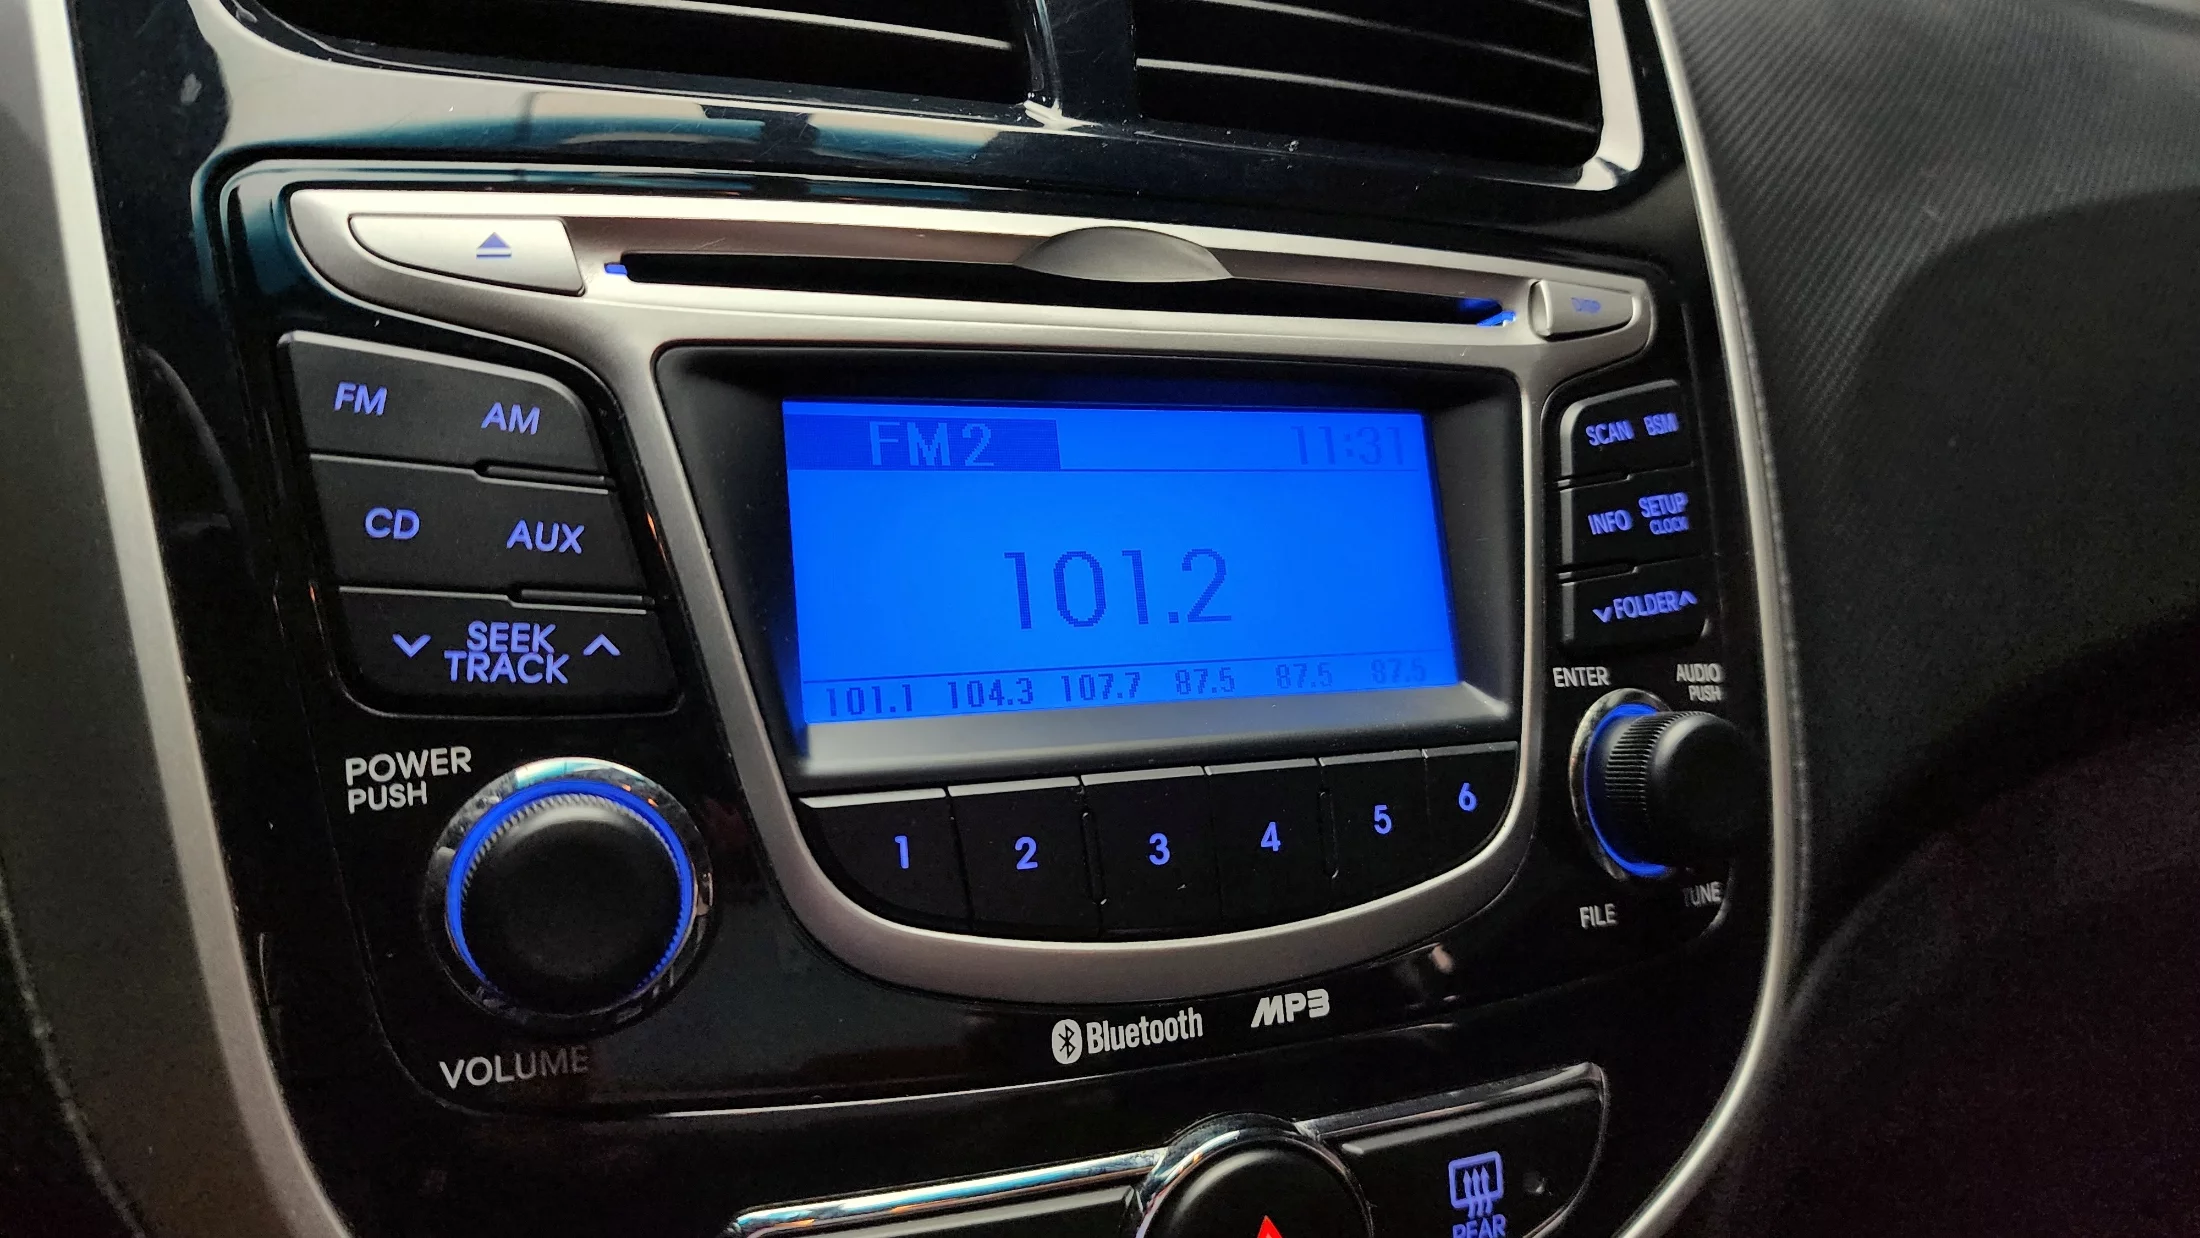 DISP
FM AM
CD AUX
SEEK
TRACK
FM2 11:31
101.2
101.1 104.3 107.7 87.5 87.5 87.5
SCAN BSM
INFO SETUP
CLOCK
FOLDER
POWER
PUSH
VOLUME
1 2 3 4 5 6
ENTER AUDIO
PUSH
FILE TUNE
Bluetooth MP3
REAR